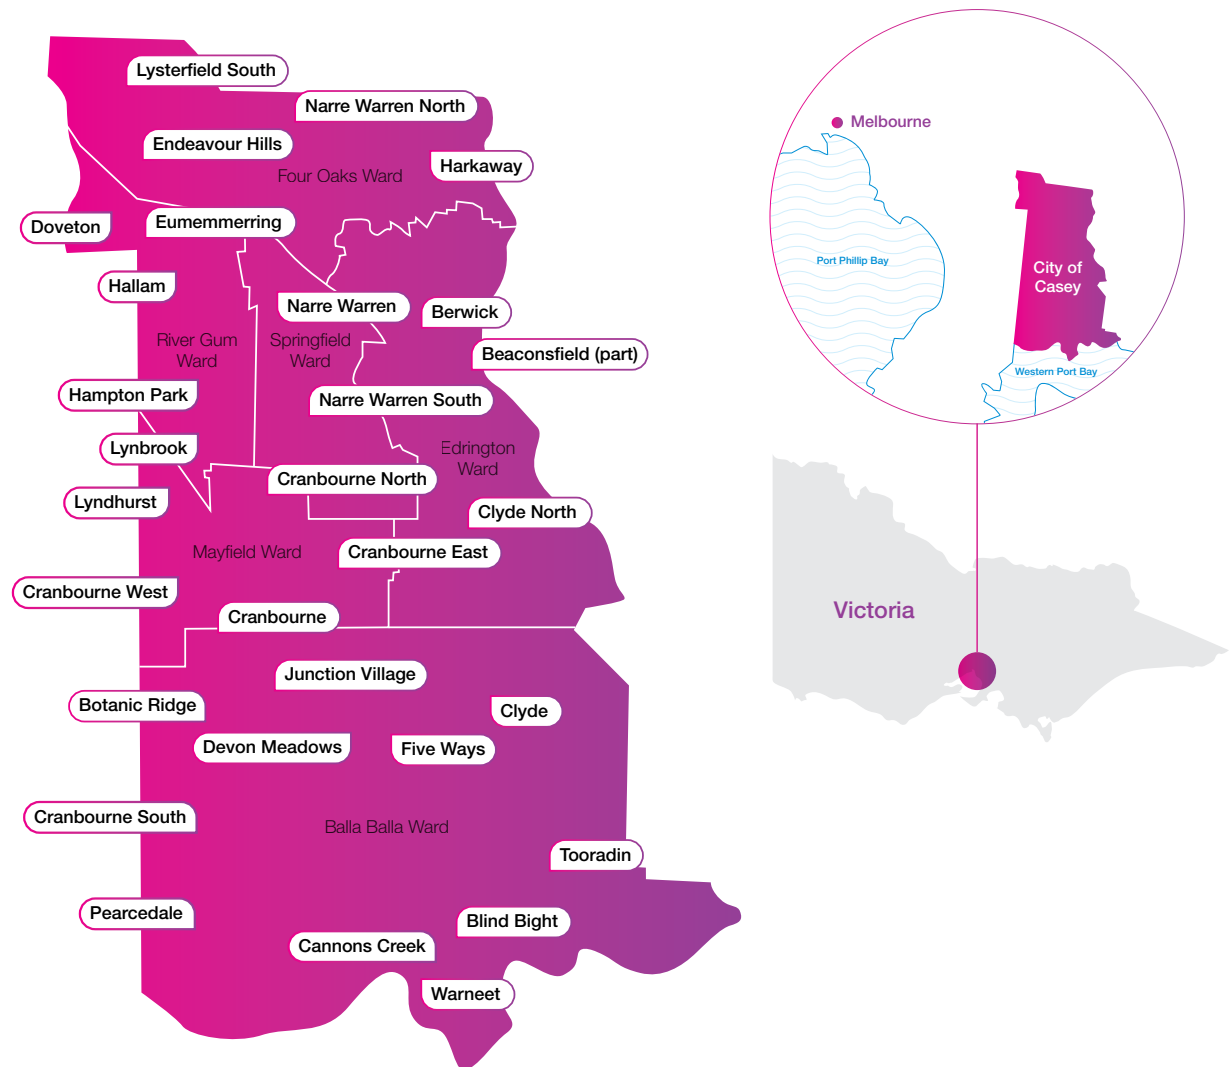 Lysterfield South
Narre Warren North
Endeavour Hills
Harkaway
Four Oaks Ward
Doveton
Eumemmerring
Hallam
Narre Warren
Berwick
River Gum
Ward
Springfield
Ward
Beaconsfield (part)
Hampton Park
Narre Warren South
Lynbrook
Edrington
Ward
Cranbourne North
Lyndhurst
Clyde North
Mayfield Ward
Cranbourne East
Cranbourne West
Cranbourne
Junction Village
Botanic Ridge
Clyde
Devon Meadows
Five Ways
Cranbourne South
Balla Balla Ward
Tooradin
Pearcedale
Blind Bight
Cannons Creek
Warneet
Melbourne
Port Phillip Bay
City of
Casey
Western Port Bay
Victoria